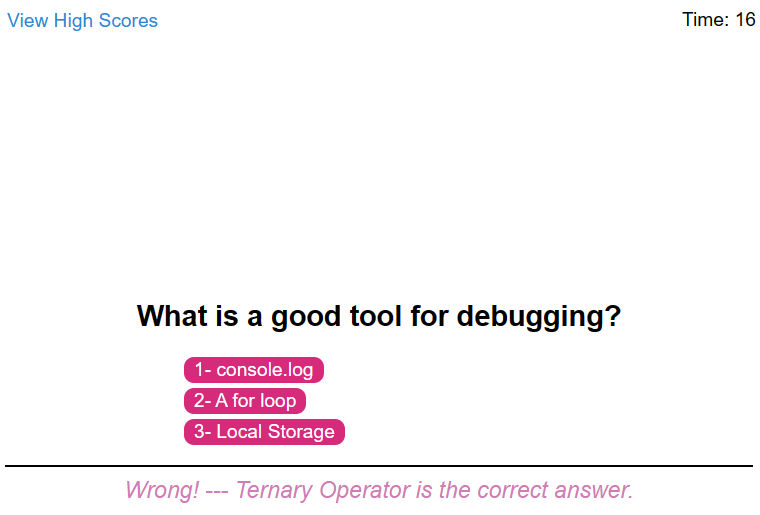 View High Scores
Time: 16
What is a good tool for debugging?
1- console.log
2- A for loop
3- Local Storage
Wrong! --- Ternary Operator is the correct answer.